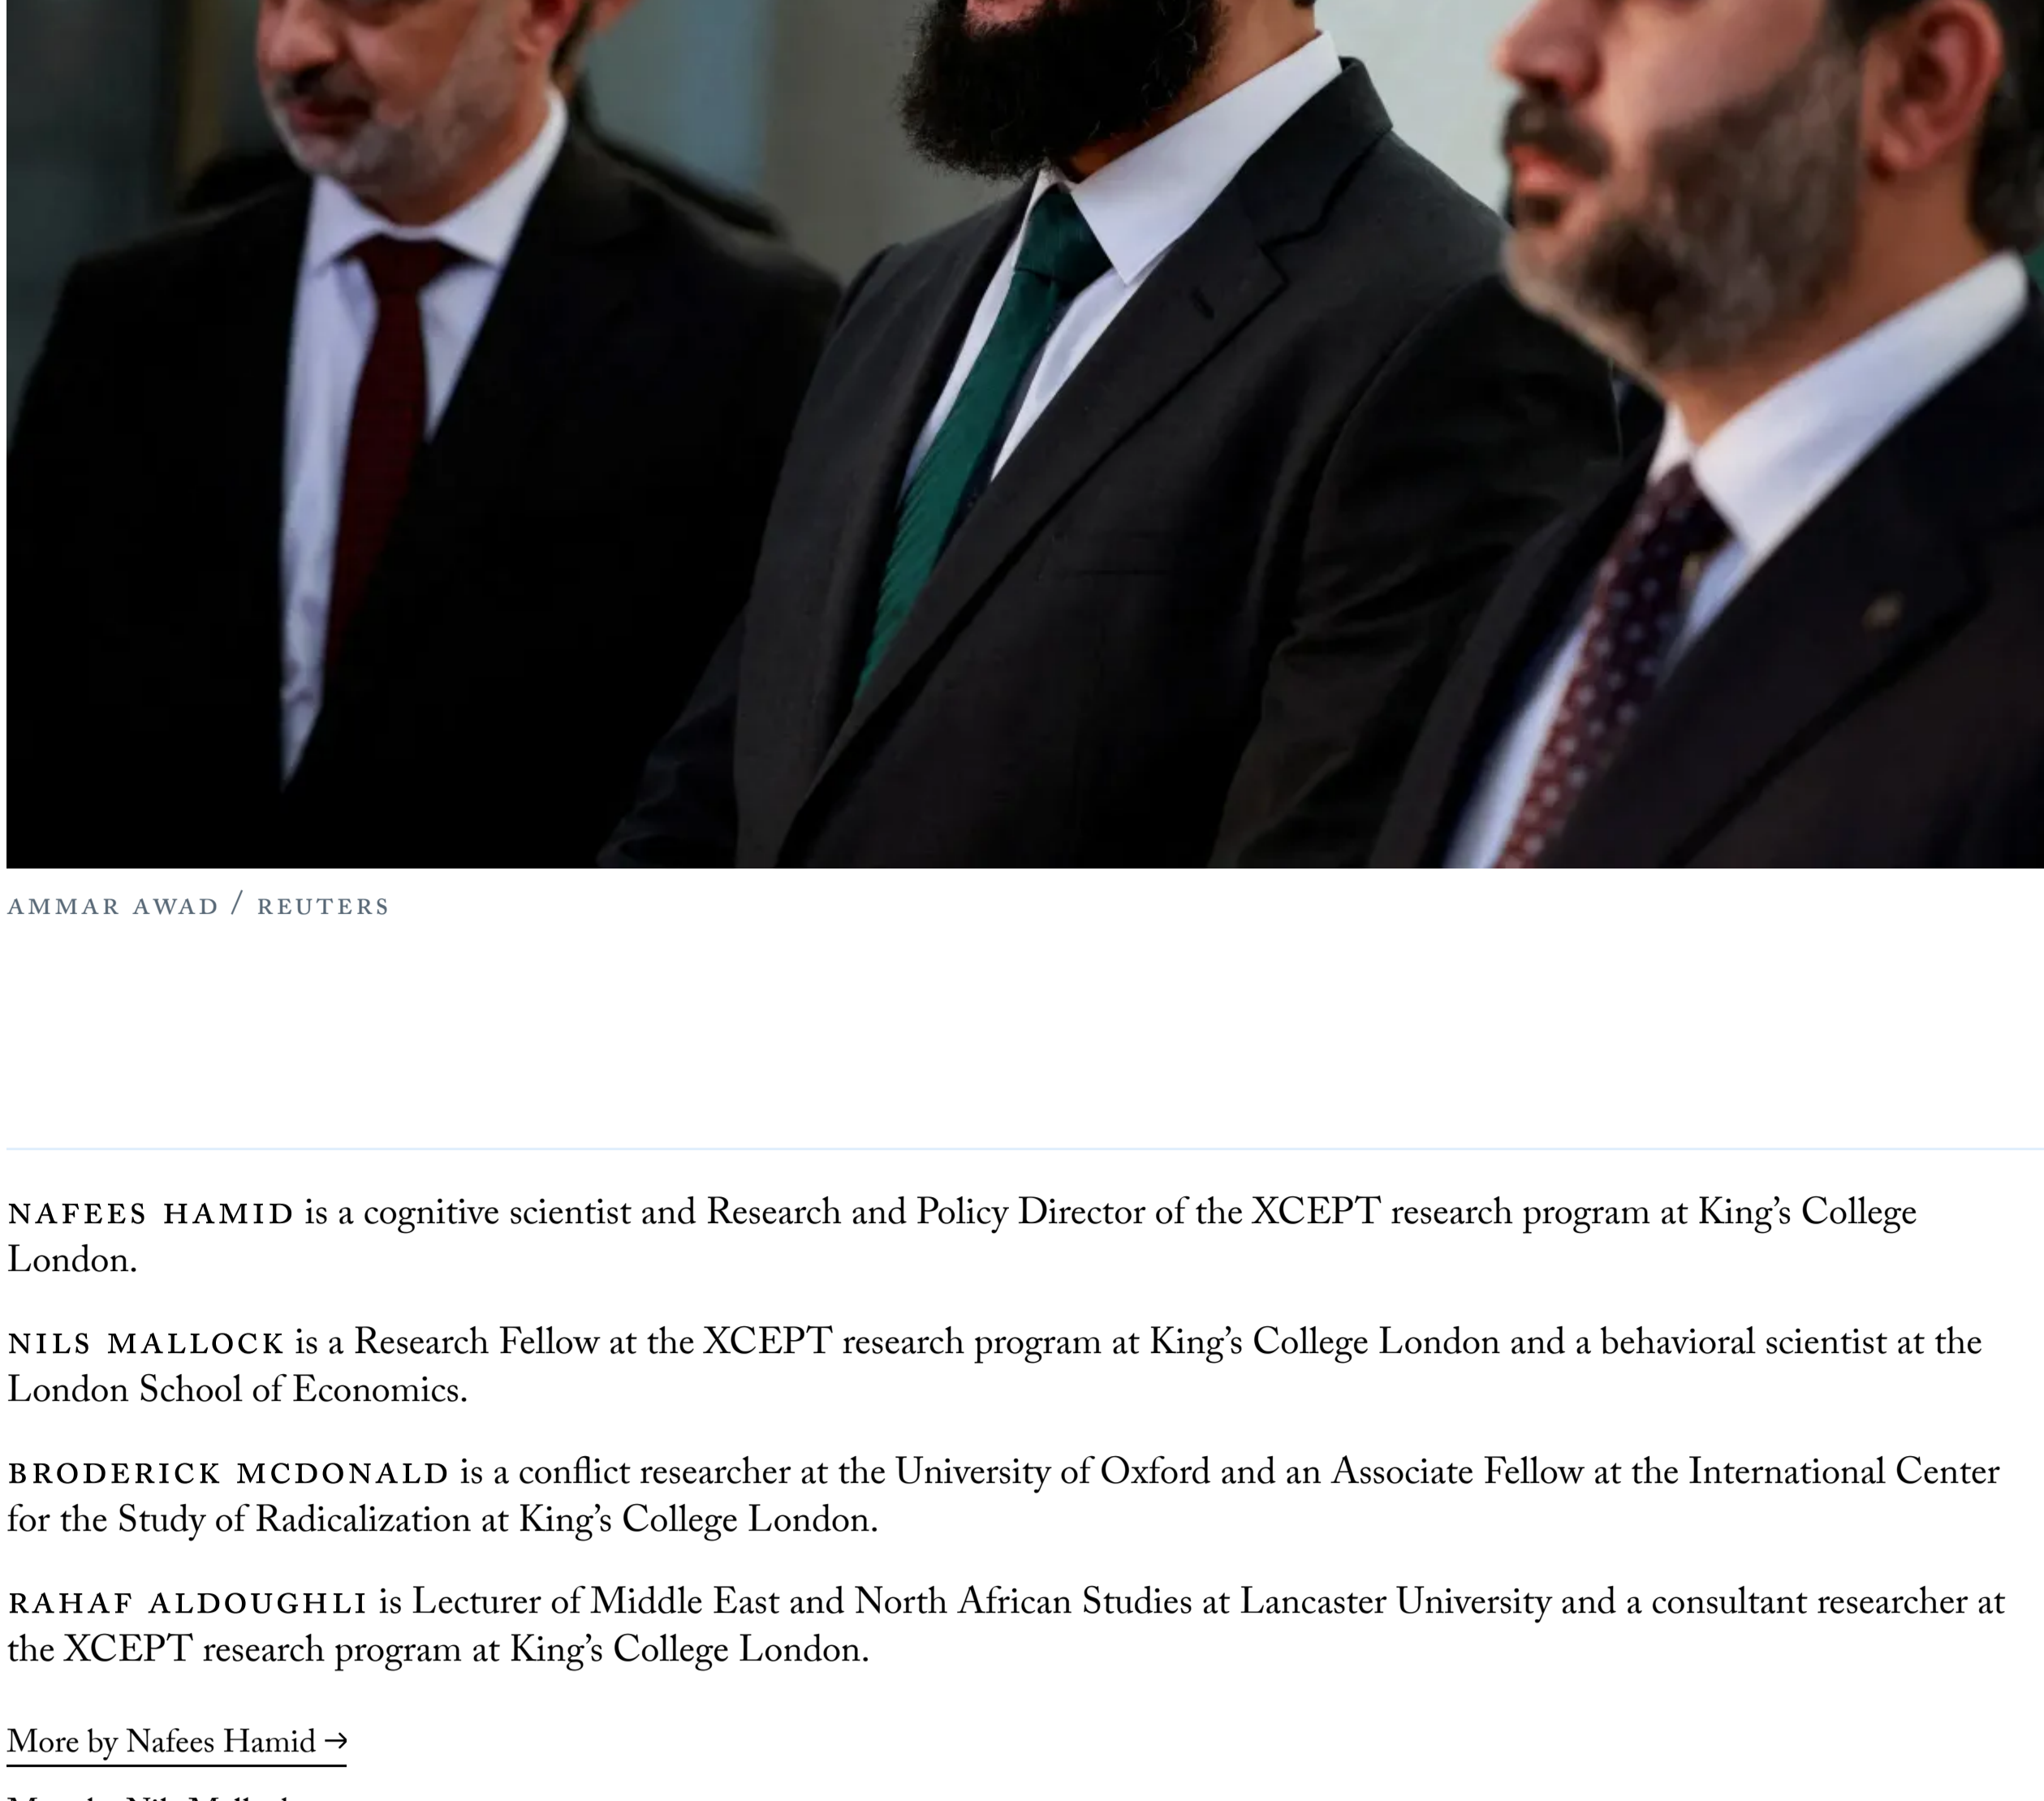 AMMAR AWAD / REUTERS
NAFEES HAMID is a cognitive scientist and Research and Policy Director of the XCEPT research program at King’s College
London.
NILS MALLOCK is a Research Fellow at the XCEPT research program at King’s College London and a behavioral scientist at the
London School of Economics.
BRODERICK MCDONALD is a conflict researcher at the University of Oxford and an Associate Fellow at the International Center
for the Study of Radicalization at King’s College London.
RAHAF ALDOUGHLI is Lecturer of Middle East and North African Studies at Lancaster University and a consultant researcher at
the XCEPT research program at King’s College London.
More by Nafees Hamid →